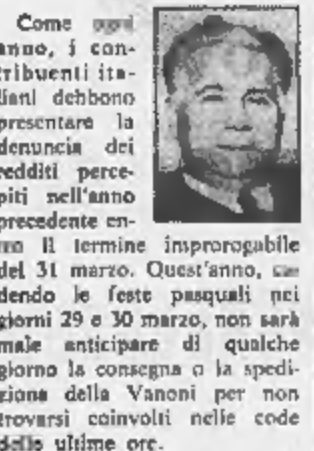 Come ogni
anno, i con-
tribuenti ita-
liani debbono
presentare la
denuncia dei
redditi perce-
piti nell'anno
precedente en-
tro il termine improrogabile
del 31 marzo. Quest'anno, ca-
dendo le feste pasquali nei
giorni 29 e 30 marzo, non sarà
male anticipare di qualche
giorno la consegna o la spedi-
zione della Vanoni per non
trovarsi coinvolti nelle code
delle ultime ore.